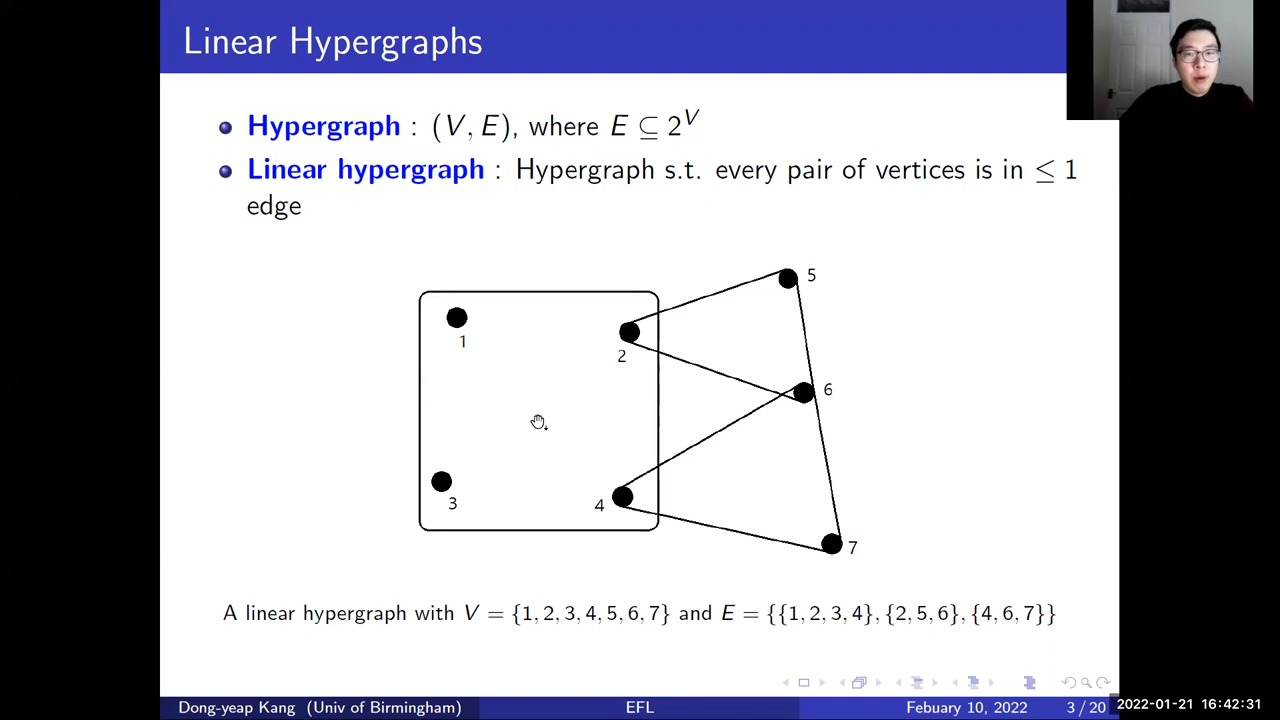 Linear Hypergraphs
Hypergraph : (V, E), where E ⊆ 2^V
Linear hypergraph : Hypergraph s.t. every pair of vertices is in ≤ 1
edge
5
1
2
6
3
4
7
A linear hypergraph with V = {1, 2, 3, 4, 5, 6, 7} and E = {{1, 2, 3, 4}, {2, 5, 6}, {4, 6, 7}}
Dong-yeap Kang (Univ of Birmingham) EFL Febuary 10, 2022 3 / 20
2022-01-21 16:42:31